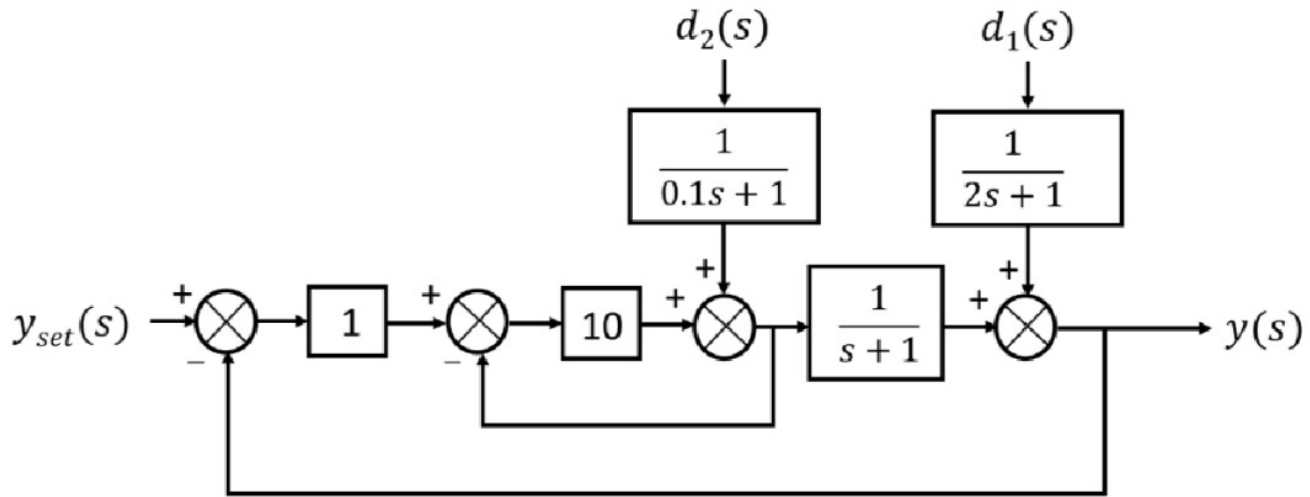 d₂(s)
d₁(s)
1
0.1s + 1
1
2s + 1
+
+
y_set(s)
+
−
1
+
−
10
+
1
s + 1
+
y(s)